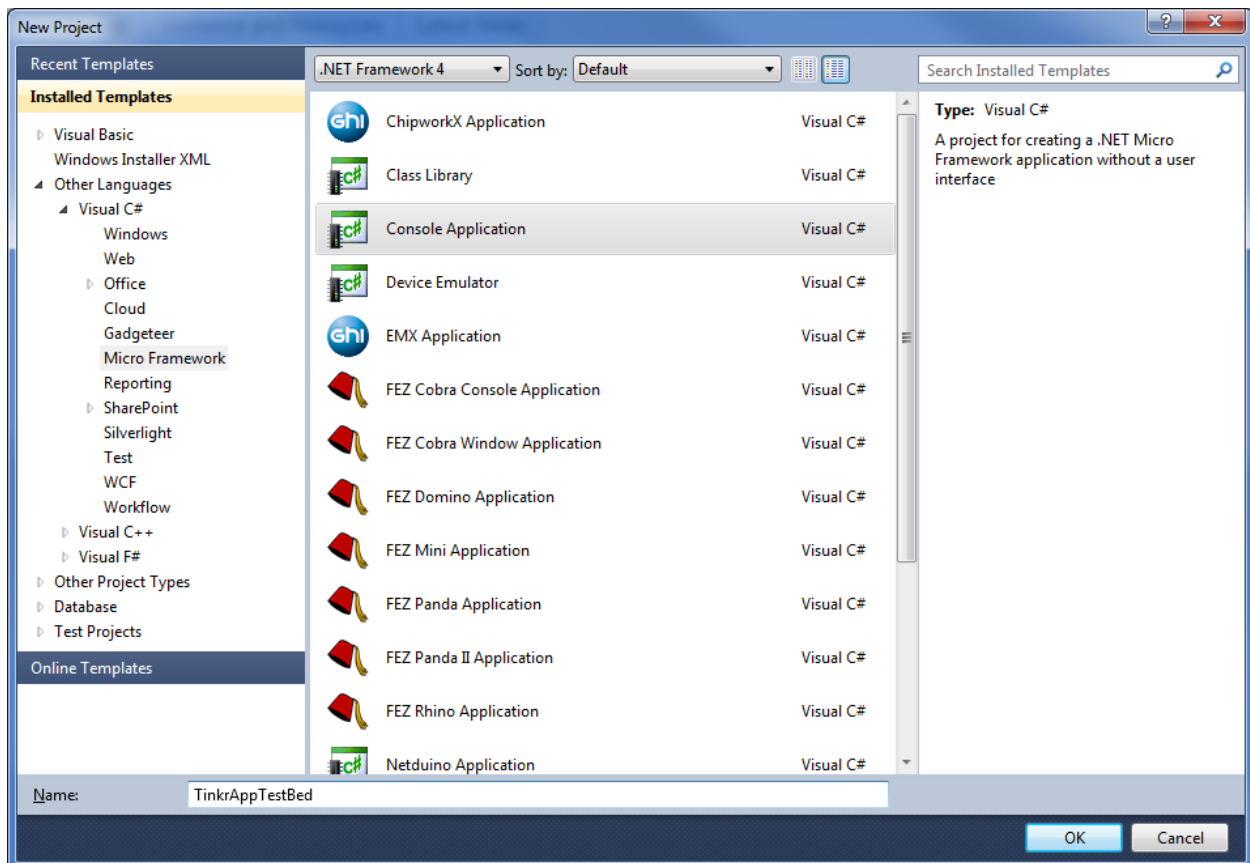 New Project
Recent Templates
Installed Templates
Visual Basic
Windows Installer XML
Other Languages
Visual C#
Windows
Web
Office
Cloud
Gadgeteer
Micro Framework
Reporting
SharePoint
Silverlight
Test
WCF
Workflow
Visual C++
Visual F#
Other Project Types
Database
Test Projects
Online Templates
.NET Framework 4 Sort by: Default
GHI ChipworkX Application Visual C#
C# Class Library Visual C#
C# Console Application Visual C#
C# Device Emulator Visual C#
GHI EMX Application Visual C#
FEZ Cobra Console Application Visual C#
FEZ Cobra Window Application Visual C#
FEZ Domino Application Visual C#
FEZ Mini Application Visual C#
FEZ Panda Application Visual C#
FEZ Panda II Application Visual C#
FEZ Rhino Application Visual C#
C# Netduino Application Visual C#
Search Installed Templates
Type: Visual C#
A project for creating a .NET Micro
Framework application without a user
interface
Name: TinkrAppTestBed
OK Cancel